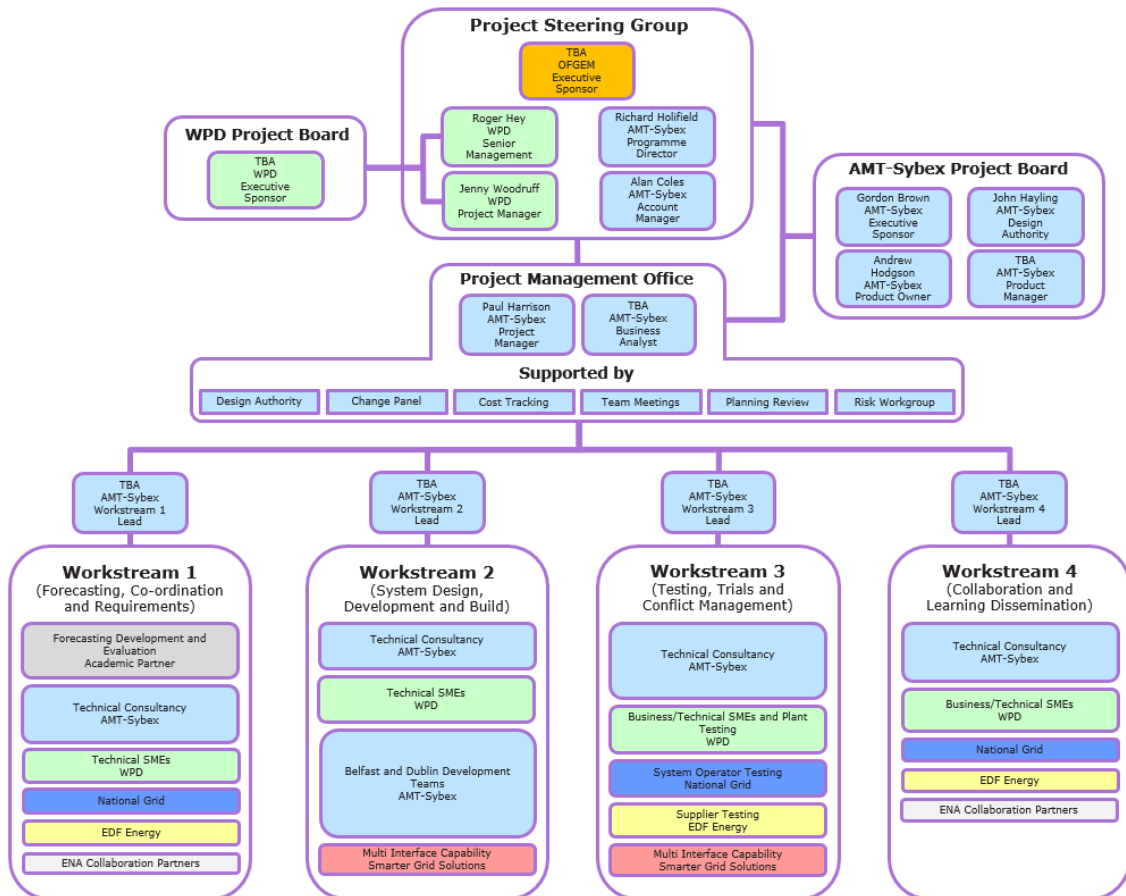 Project Steering Group
TBA
OFGEM
Executive
Sponsor
Roger Hey
WPD
Senior
Management
Richard Holifield
AMT-Sybex
Programme
Director
Jenny Woodruff
WPD
Project Manager
Alan Coles
AMT-Sybex
Account
Manager
WPD Project Board
TBA
WPD
Executive
Sponsor
AMT-Sybex Project Board
Gordon Brown
AMT-Sybex
Executive
Sponsor
John Hayling
AMT-Sybex
Design
Authority
Andrew
Hodgson
AMT-Sybex
Product Owner
TBA
AMT-Sybex
Product
Manager
Project Management Office
Paul Harrison
AMT-Sybex
Project
Manager
TBA
AMT-Sybex
Business
Analyst
Supported by
Design Authority
Change Panel
Cost Tracking
Team Meetings
Planning Review
Risk Workgroup
TBA
AMT-Sybex
Workstream 1
Lead
TBA
AMT-Sybex
Workstream 2
Lead
TBA
AMT-Sybex
Workstream 3
Lead
TBA
AMT-Sybex
Workstream 4
Lead
Workstream 1
(Forecasting, Co-ordination
and Requirements)
Forecasting Development and
Evaluation
Academic Partner
Technical Consultancy
AMT-Sybex
Technical SMEs
WPD
National Grid
EDF Energy
ENA Collaboration Partners
Workstream 2
(System Design,
Development and Build)
Technical Consultancy
AMT-Sybex
Technical SMEs
WPD
Belfast and Dublin Development
Teams
AMT-Sybex
Multi Interface Capability
Smarter Grid Solutions
Workstream 3
(Testing, Trials and
Conflict Management)
Technical Consultancy
AMT-Sybex
Business/Technical SMEs and Plant
Testing
WPD
System Operator Testing
National Grid
Supplier Testing
EDF Energy
Multi Interface Capability
Smarter Grid Solutions
Workstream 4
(Collaboration and
Learning Dissemination)
Technical Consultancy
AMT-Sybex
Business/Technical SMEs
WPD
National Grid
EDF Energy
ENA Collaboration Partners